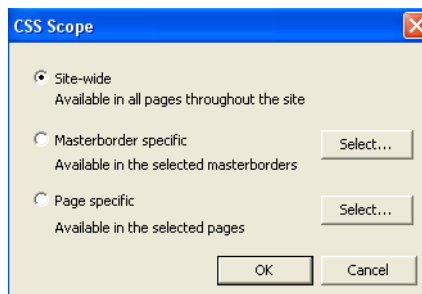 CSS Scope
Site-wide
Available in all pages throughout the site
Masterborder specific
Select...
Available in the selected masterborders
Page specific
Select...
Available in the selected pages
OK
Cancel